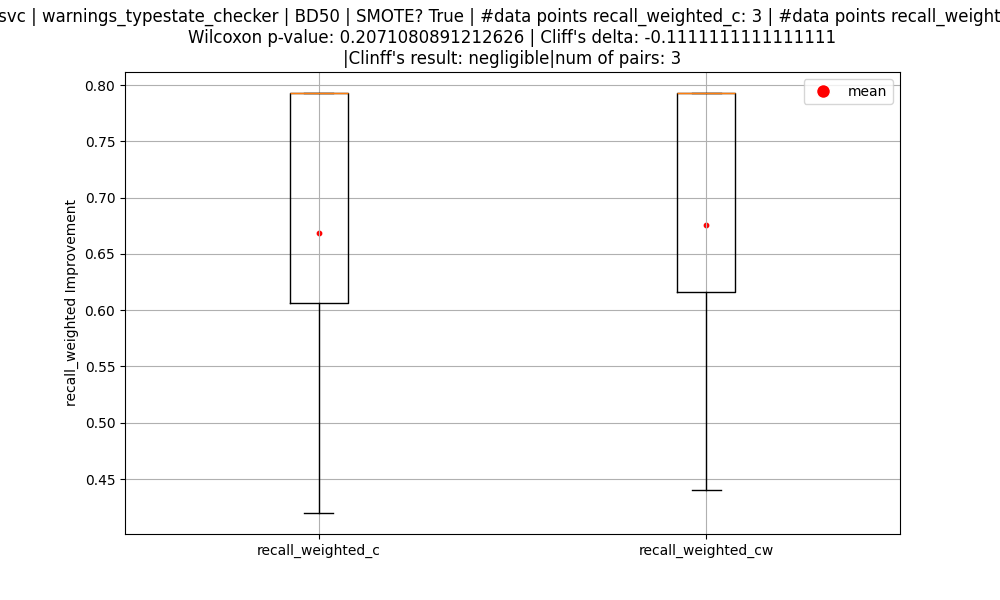 svc | warnings_typestate_checker | BD50 | SMOTE? True | #data points recall_weighted_c: 3 | #data points recall_weight
Wilcoxon p-value: 0.2071080891212626 | Cliff's delta: -0.1111111111111111
|Clinff's result: negligible|num of pairs: 3
mean
0.80
0.75
0.70
0.65
0.60
0.55
0.50
0.45
recall_weighted Improvement
recall_weighted_c
recall_weighted_cw